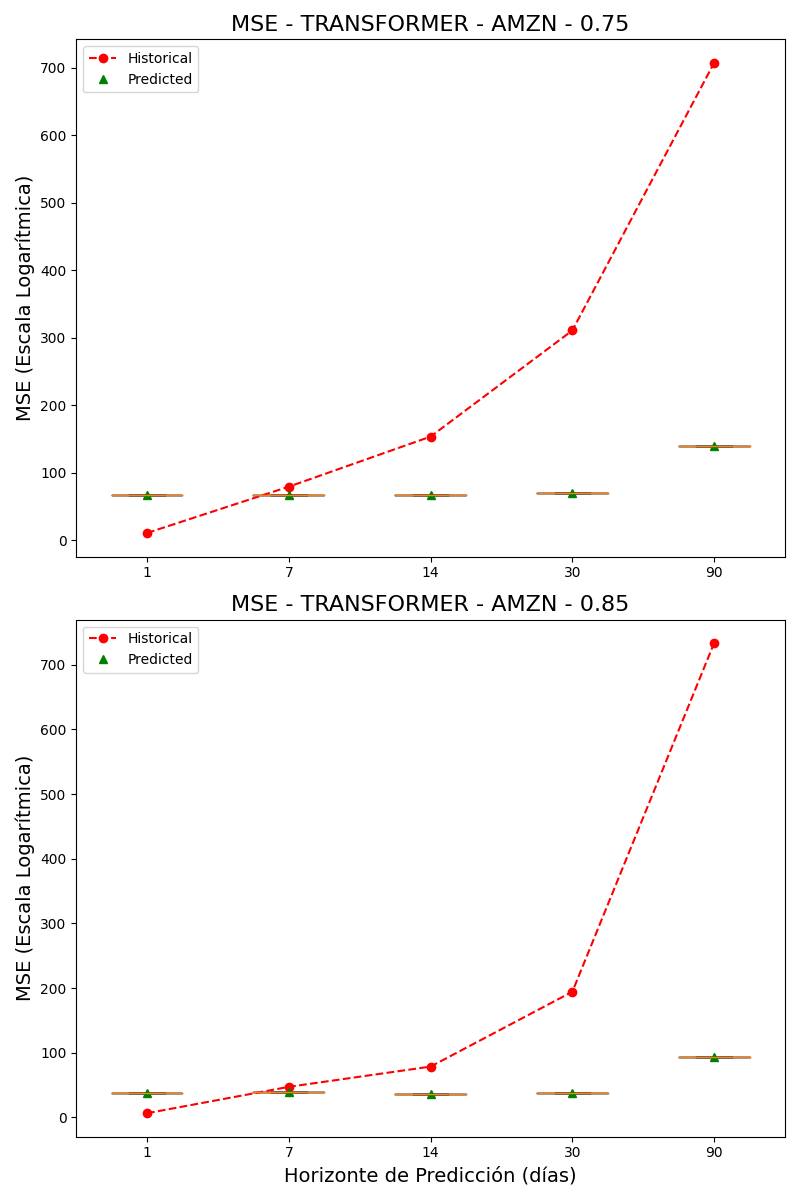 MSE - TRANSFORMER - AMZN - 0.75
Historical
Predicted
MSE (Escala Logarítmica)
700
600
500
400
300
200
100
0
1 7 14 30 90
MSE - TRANSFORMER - AMZN - 0.85
Historical
Predicted
MSE (Escala Logarítmica)
700
600
500
400
300
200
100
0
1 7 14 30 90
Horizonte de Predicción (días)